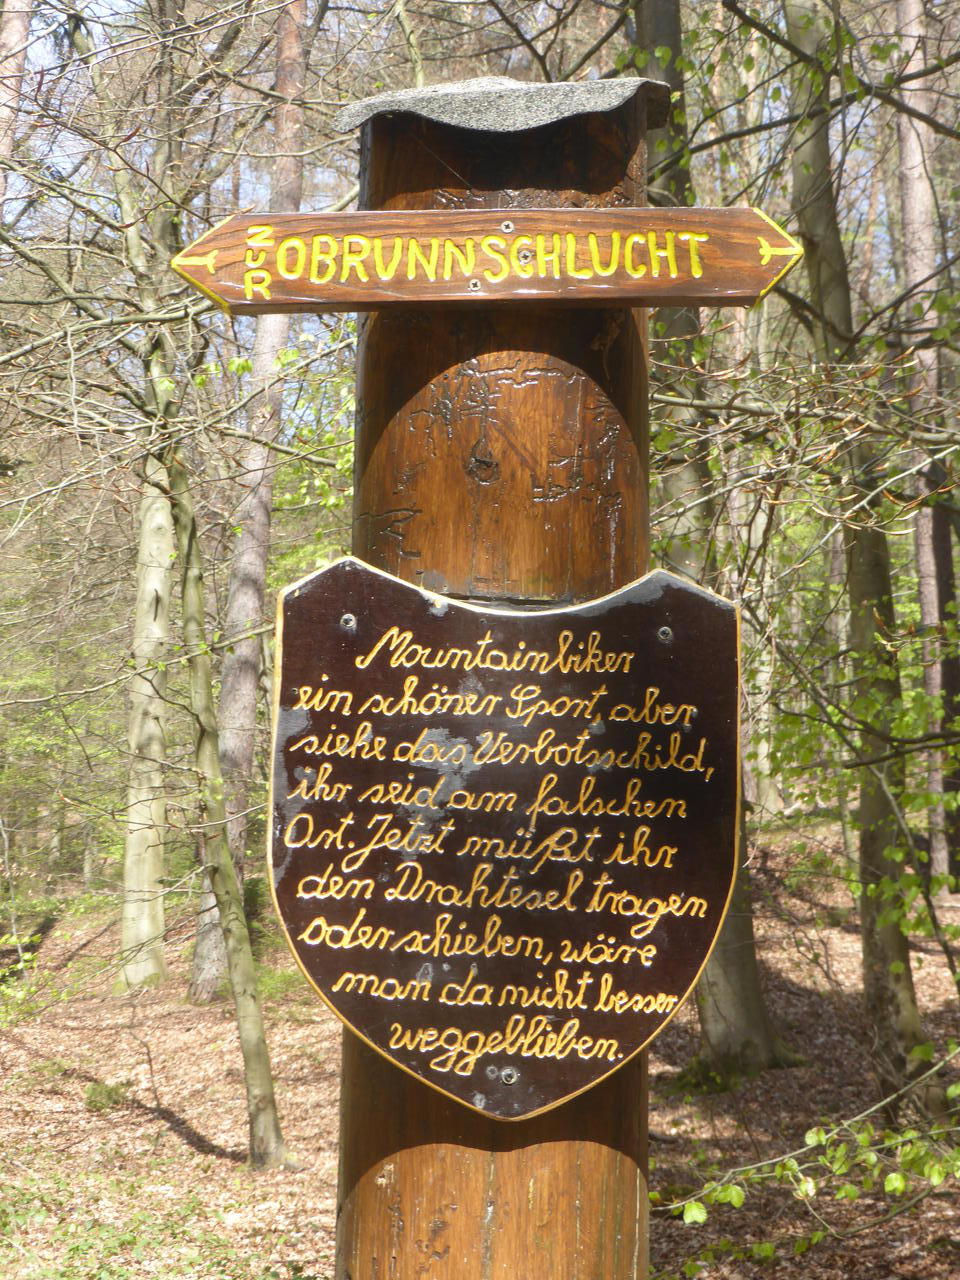 ZUR OBRUNNSCHLUCHT
Mountainbiker
ein schöner Sport, aber
siehe das Verbotsschild,
ihr seid am falschen
Ort. Jetzt müßt ihr
den Drahtesel tragen
oder schieben, wäre
man da nicht besser
weggeblieben.